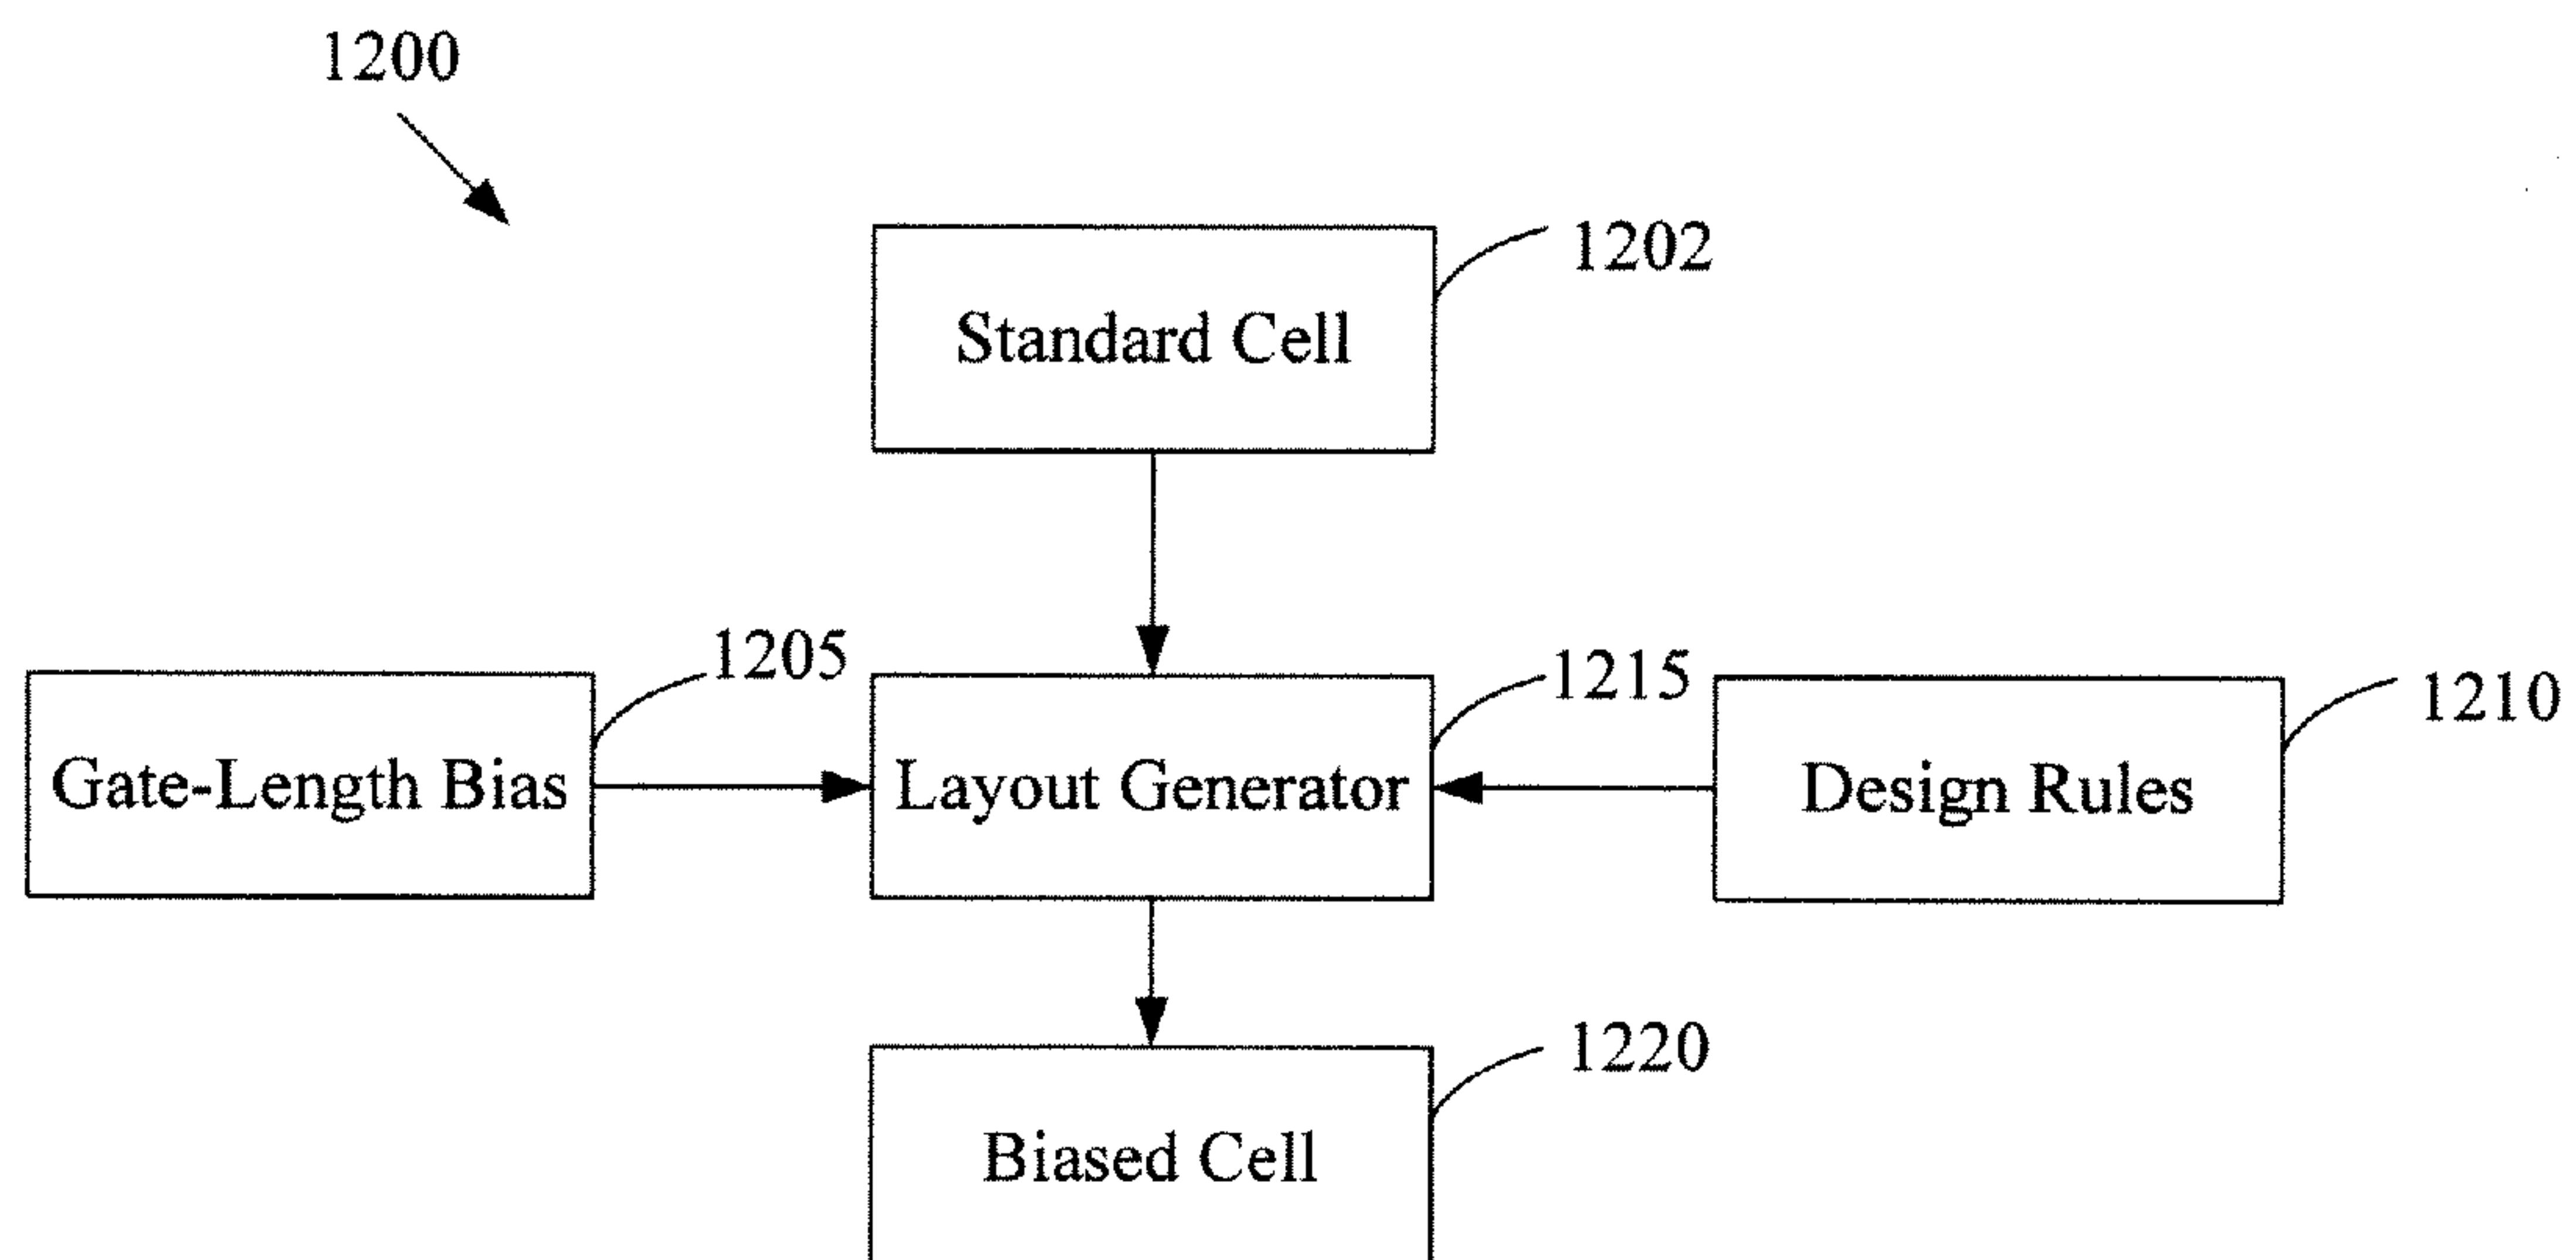 1200
1202
Standard Cell
1205
1215
1210
Gate-Length Bias
Layout Generator
Design Rules
1220
Biased Cell